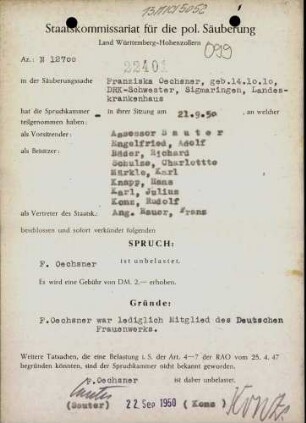 13/M/K/5052
Staatskommissariat für die pol. Säuberung
Land Württemberg-Hohenzollern
099
Az.: N 12700
22401
in der Säuberungssache Franziska Oechsner, geb.14.10.10,
DRK-Schwester, Sigmaringen, Landes-
krankenhaus
hat die Spruchkammer in ihrer Sitzung am 21.9.50, an welcher
teilgenommen haben:
als Vorsitzender: Assessor Sauter
als Beisitzer: Engelfried, Adolf
Bäder, Richard
Schulze, Charlottte
Härkle, Karl
Knapp, Hans
Karl, Julius
Kons, Rudolf
als Vertreter des Staatsk.: Ang. Bauer, Franz
beschlossen und sofort verkündet folgenden
SPRUCH:
F. Oechsner ist unbelastet.
Es wird eine Gebühr von DM. 2.— erhoben.
Gründe:
F.Oechsner war lediglich Mitglied des Deutschen
Frauenwerks.
Weitere Tatsachen, die eine Belastung i. S. der Art. 4—7 der RAO vom 25. 4. 47
begründen könnten, sind der Spruchkammer nicht bekannt geworden.
F.Oechsner ist daher unbelastet.
(Sauter) 22 Sep 1950 (Kons)